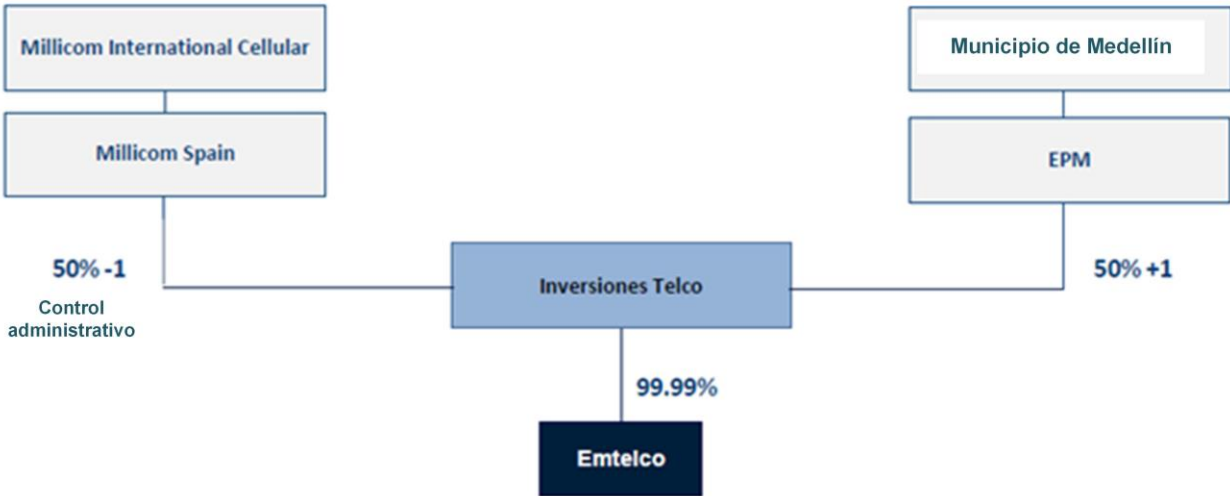 Millicom International Cellular
Municipio de Medellín
Millicom Spain
EPM
50% -1
Control
administrativo
Inversiones Telco
50% +1
99.99%
Emtelco